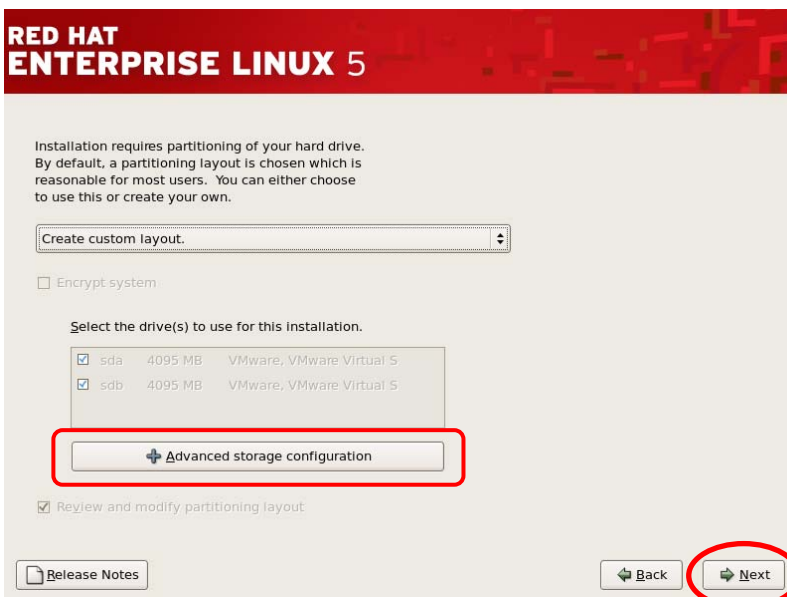 RED HAT
ENTERPRISE LINUX 5
Installation requires partitioning of your hard drive.
By default, a partitioning layout is chosen which is
reasonable for most users.  You can either choose
to use this or create your own.
Create custom layout.
Encrypt system
Select the drive(s) to use for this installation.
sda 4095 MB VMware, VMware Virtual S
sdb 4095 MB VMware, VMware Virtual S
Advanced storage configuration
Review and modify partitioning layout
Release Notes
Back
Next